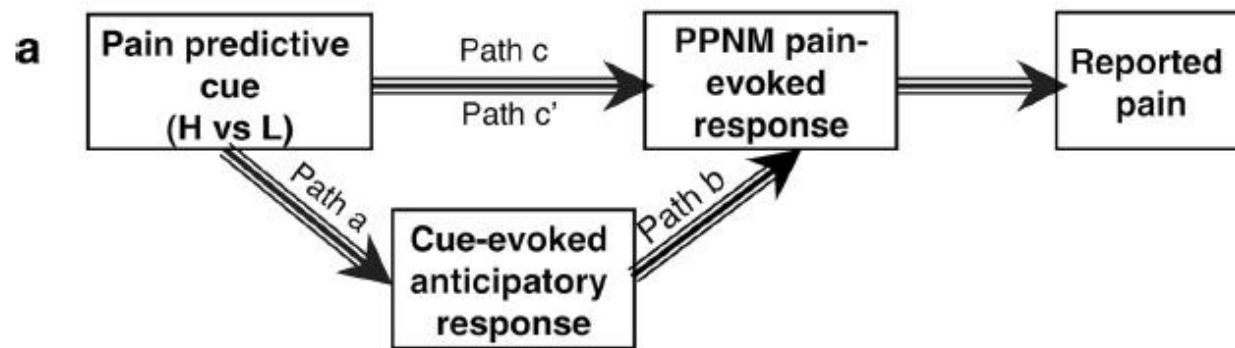 a
Pain predictive
cue
(H vs L)
Path c
Path c'
PPNM pain-
evoked
response
Reported
pain
Path a
Path b
Cue-evoked
anticipatory
response